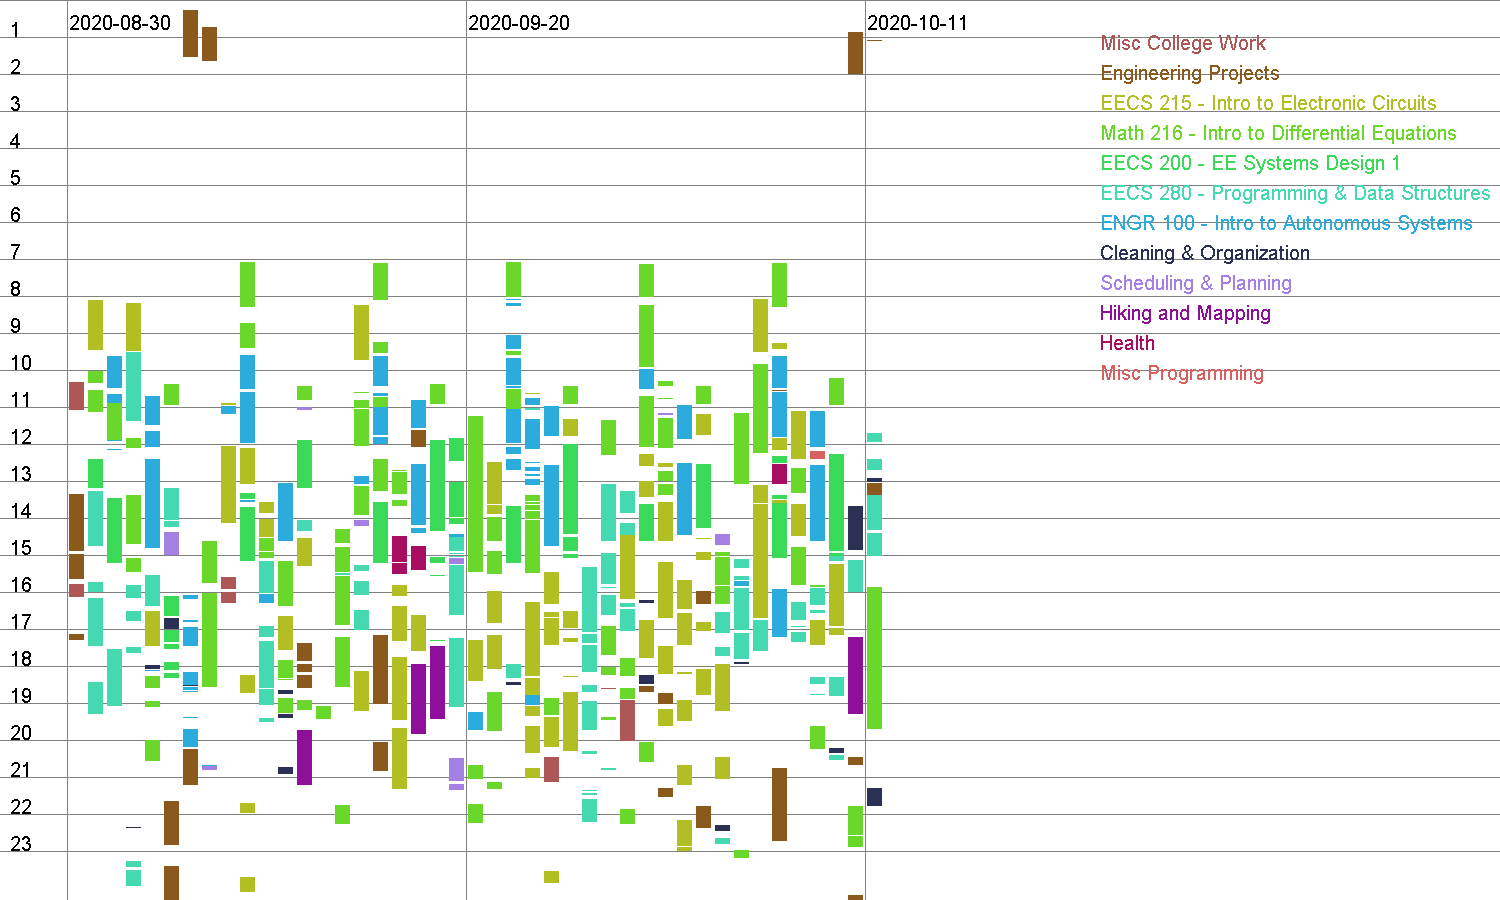 2020-08-30 2020-09-20 2020-10-11
1
Misc College Work
2
Engineering Projects
3
EECS 215 - Intro to Electronic Circuits
4
Math 216 - Intro to Differential Equations
5
EECS 200 - EE Systems Design 1
EECS 280 - Programming & Data Structures
6
ENGR 100 - Intro to Autonomous Systems
7
Cleaning & Organization
8
Scheduling & Planning
9
Hiking and Mapping
Health
10
Misc Programming
11
12
13
14
15
16
17
18
19
20
21
22
23